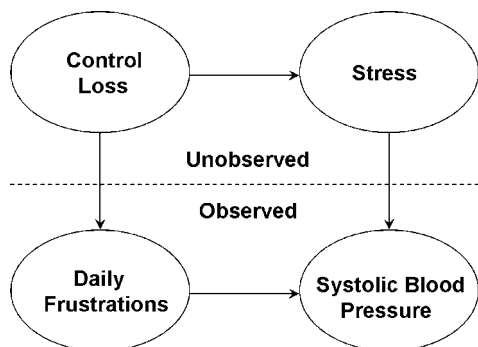 Control
Loss
Stress
Unobserved
Observed
Daily
Frustrations
Systolic Blood
Pressure